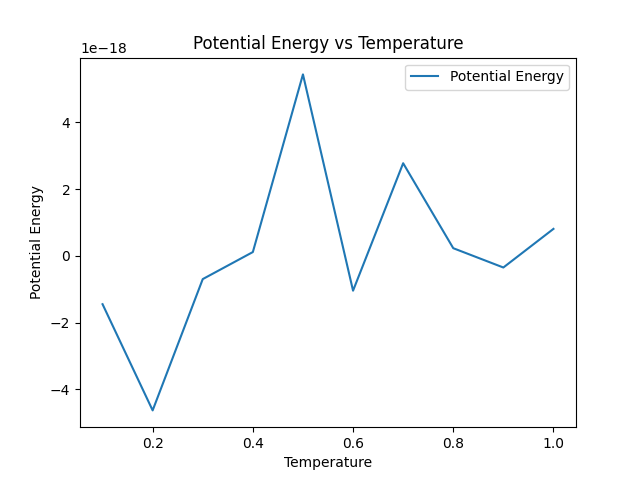 Potential Energy vs Temperature
1e−18
Potential Energy
4
2
0
−2
−4
Potential Energy
0.2 0.4 0.6 0.8 1.0
Temperature